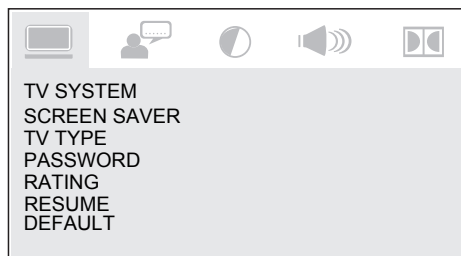 TV SYSTEM
SCREEN SAVER
TV TYPE
PASSWORD
RATING
RESUME
DEFAULT